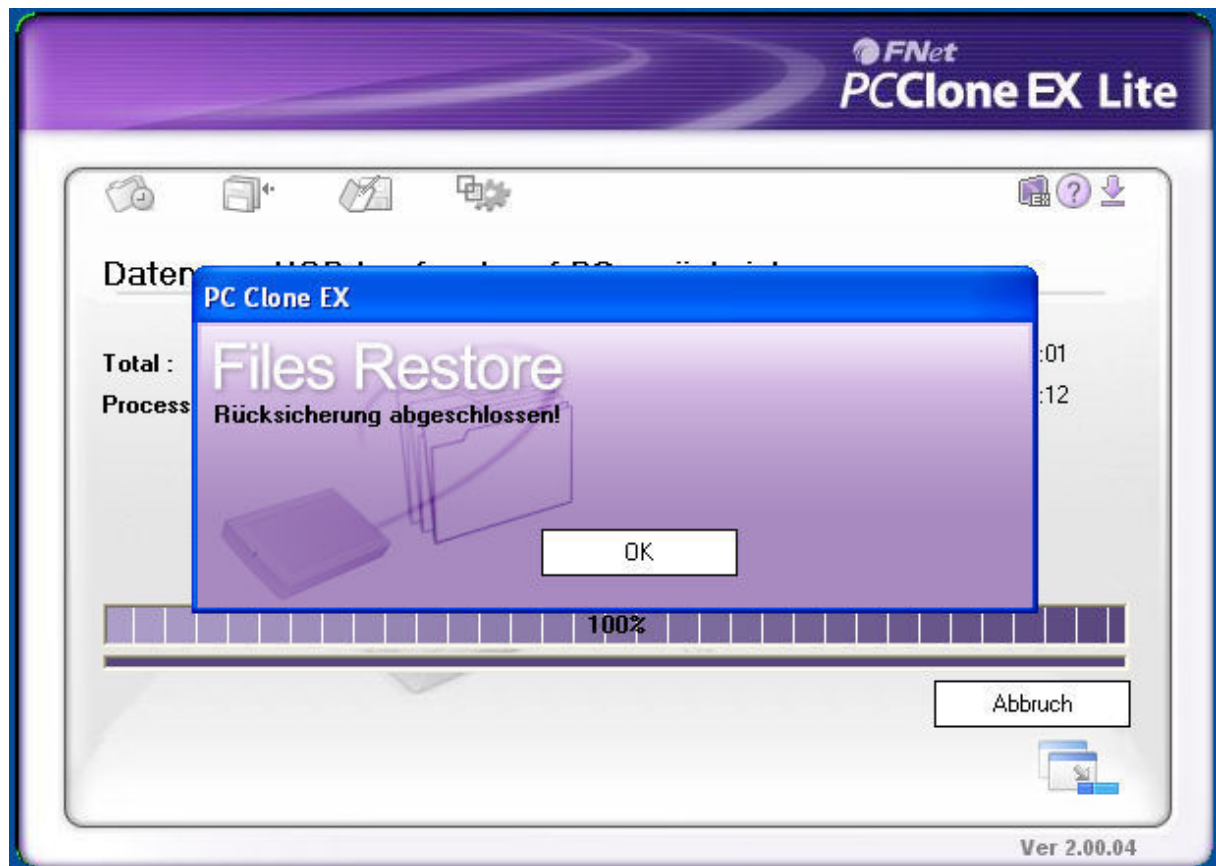 FNet
PCClone EX Lite
Daten
PC Clone EX
Files Restore
Total :
:01
Process
:12
Rücksicherung abgeschlossen!
OK
100%
Abbruch
Ver 2.00.04